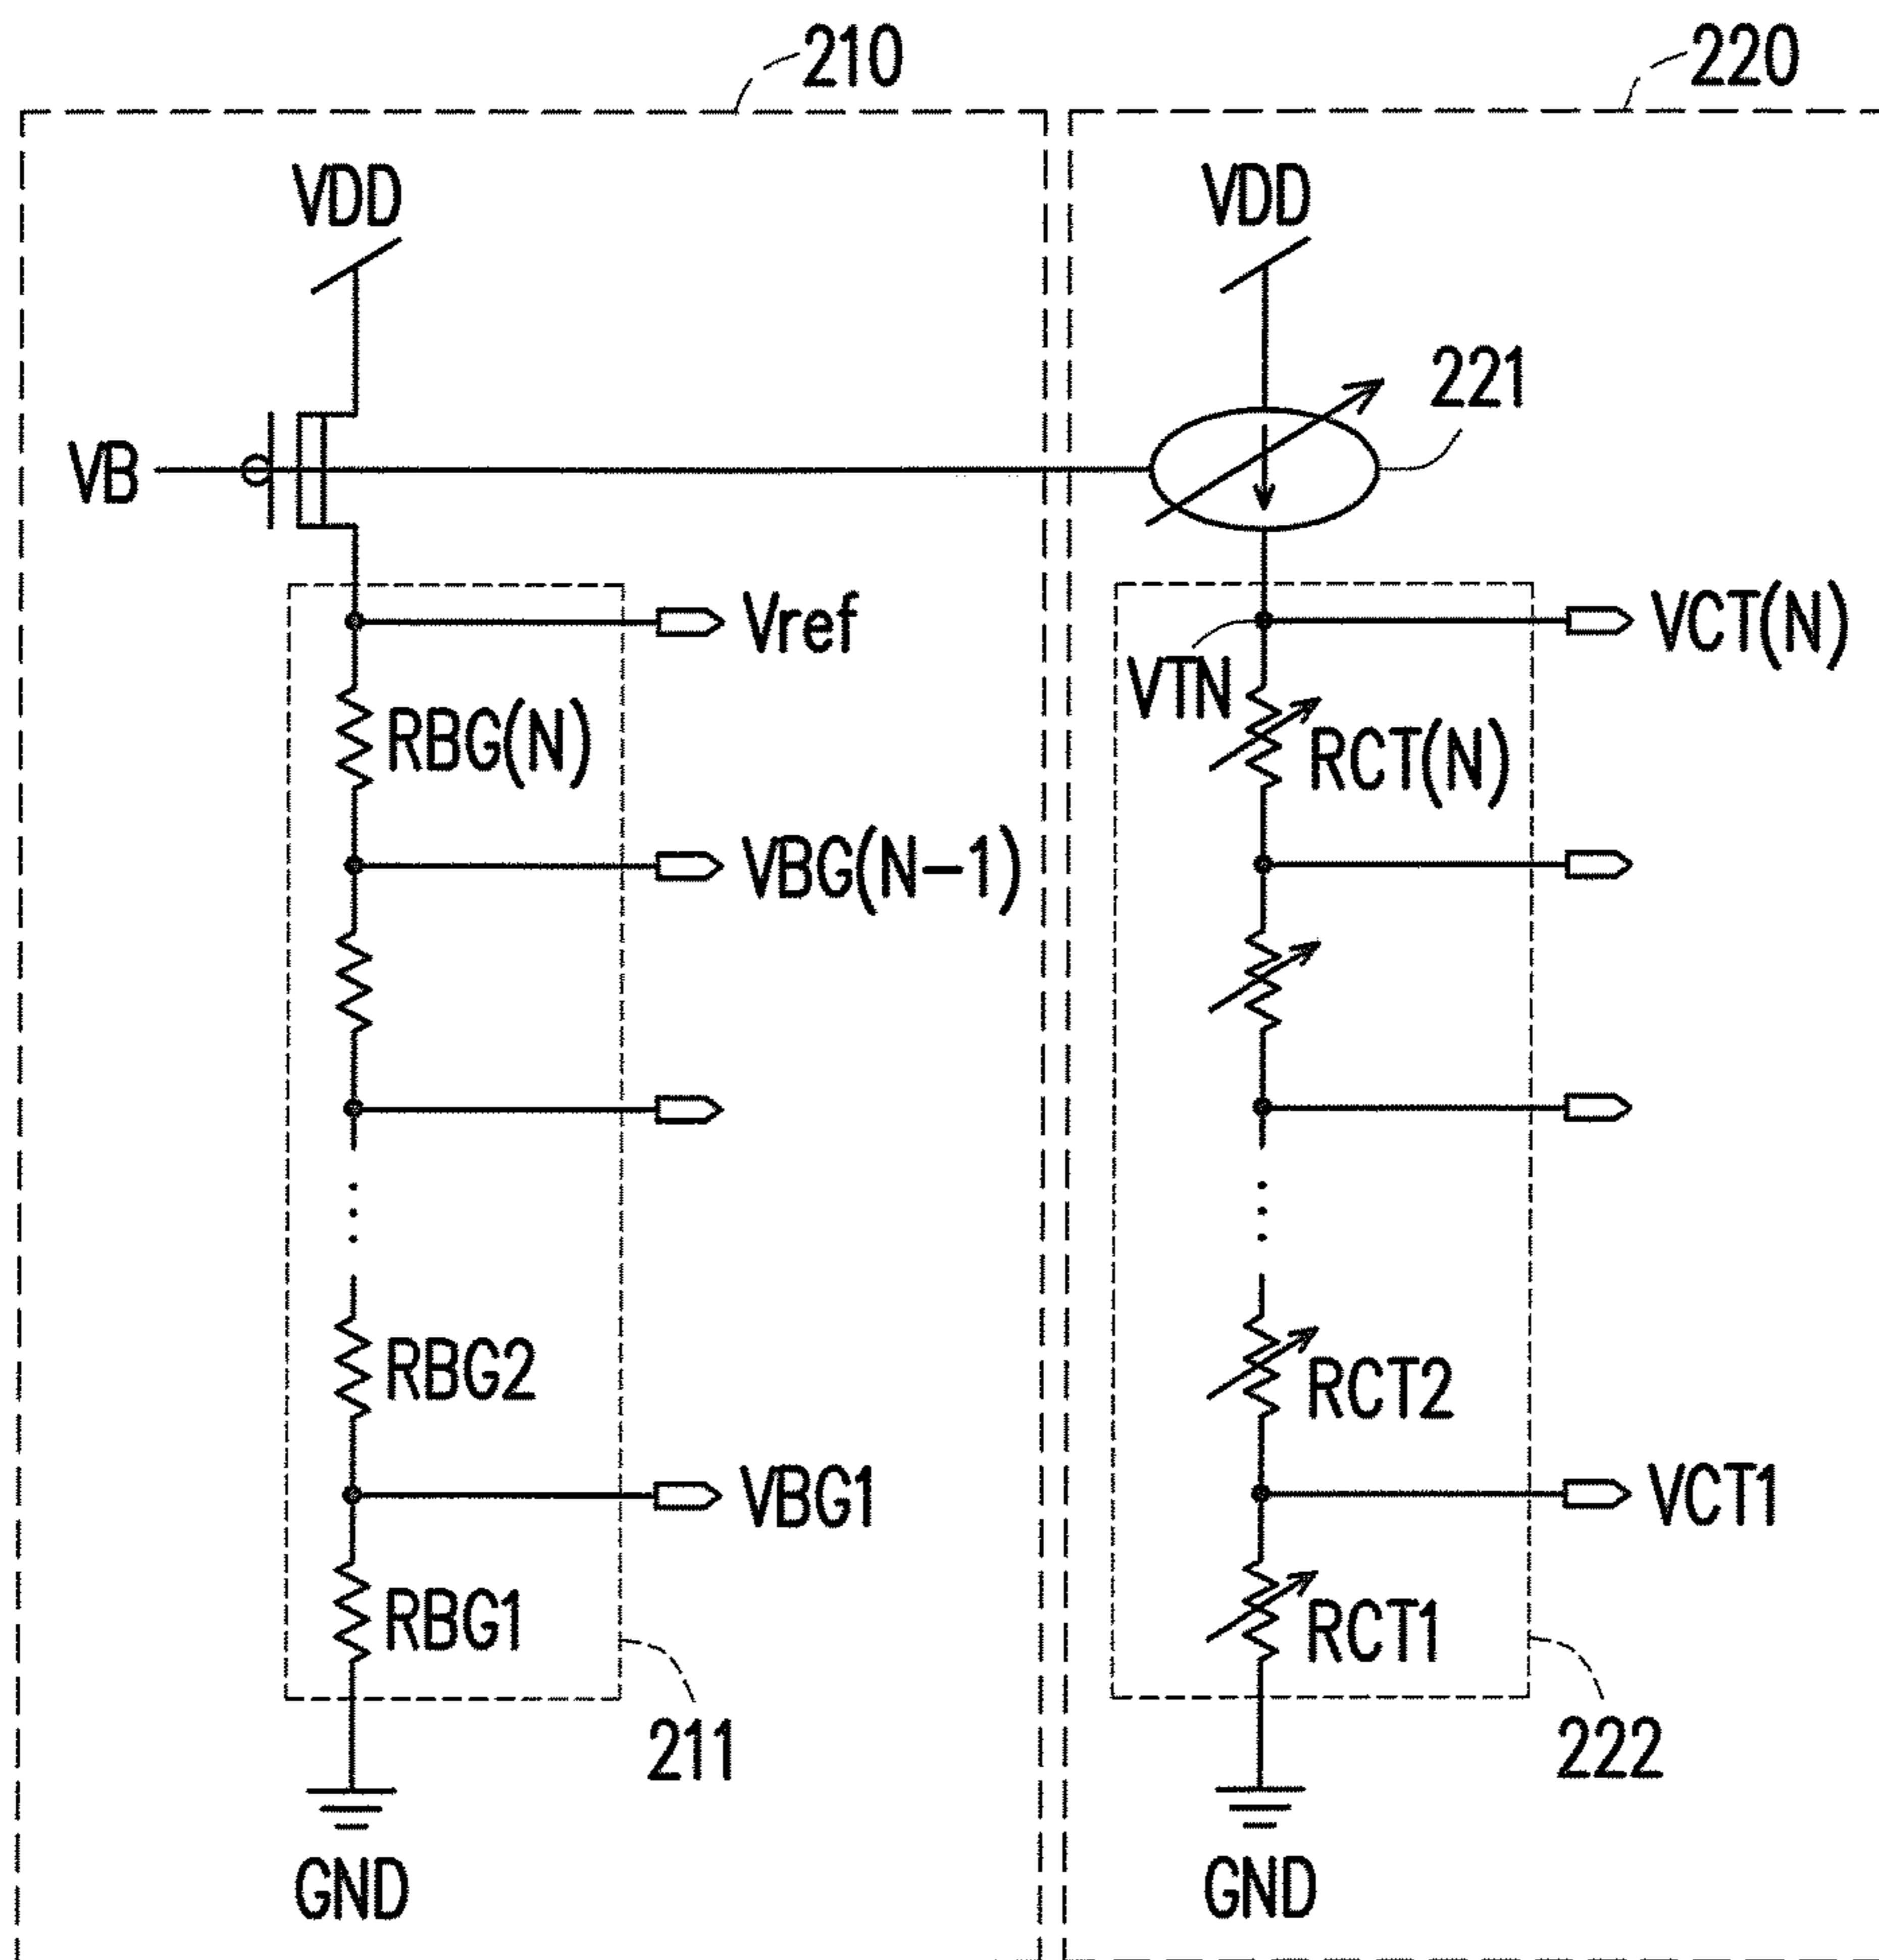 210
220
VDD
VDD
221
VB
Vref
VCT(N)
VTN
RBG(N)
RCT(N)
VBG(N-1)
RBG2
RCT2
VBG1
VCT1
RBG1
RCT1
211
222
GND
GND